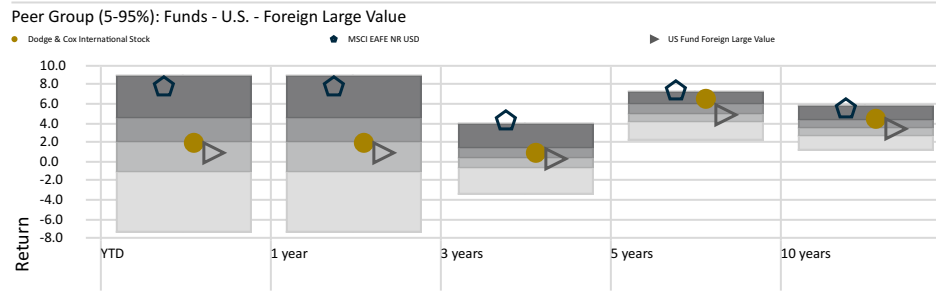 Peer Group (5-95%): Funds - U.S. - Foreign Large Value
Dodge & Cox International Stock MSCI EAFE NR USD US Fund Foreign Large Value
10.0
8.0
6.0
4.0
2.0
0.0
-2.0
-4.0
-6.0
-8.0
Return
YTD 1 year 3 years 5 years 10 years